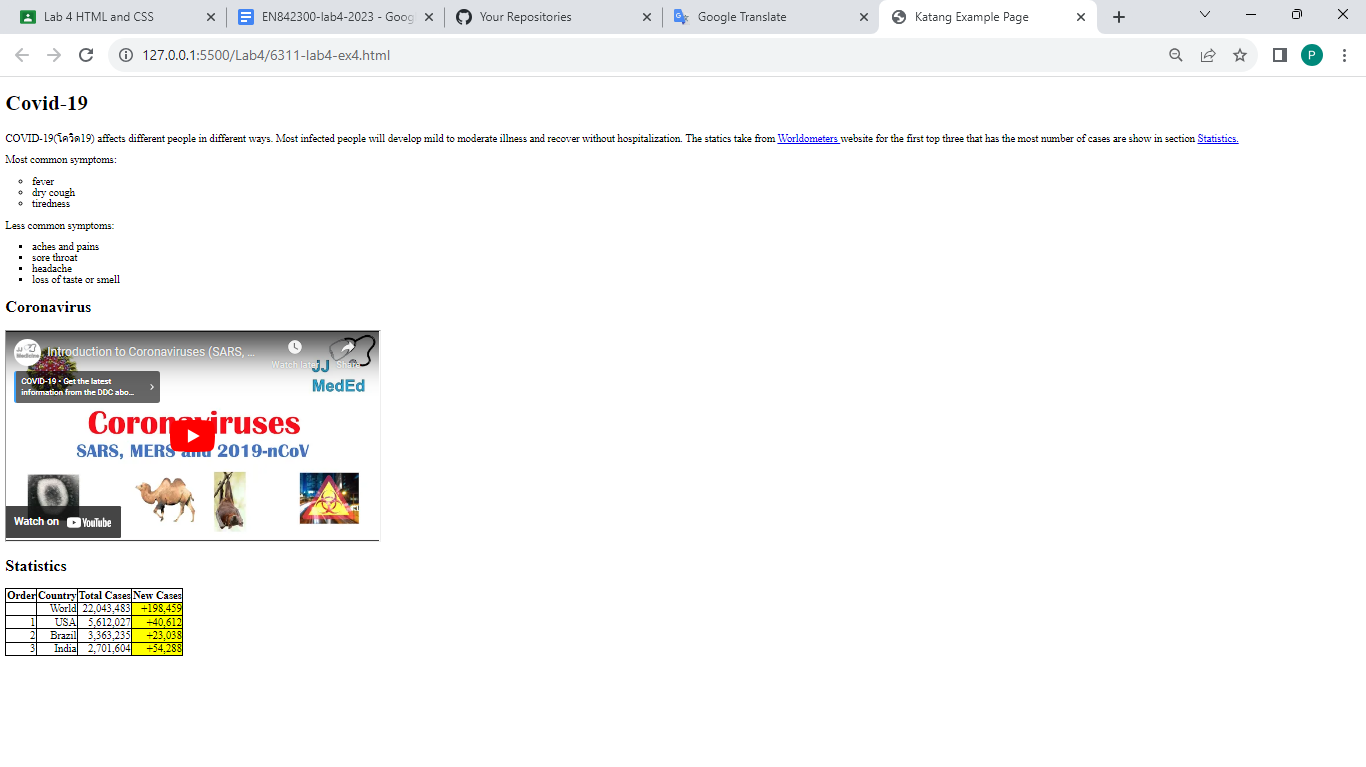 Lab 4 HTML and CSS
EN842300-lab4-2023 - Goog
Your Repositories
Google Translate
Katang Example Page
127.0.0.1:5500/Lab4/6311-lab4-ex4.html
P
Covid-19
COVID-19(โควิด19) affects different people in different ways. Most infected people will develop mild to moderate illness and recover without hospitalization. The statics take from Worldometers website for the first top three that has the most number of cases are show in section Statistics.
Most common symptoms:
fever
dry cough
tiredness
Less common symptoms:
aches and pains
sore throat
headache
loss of taste or smell
Coronavirus
Introduction to Coronaviruses (SARS, ...
Watch later
Share
JJ
MedEd
COVID-19 • Get the latest
information from the DDC abo...
Coronaviruses
SARS, MERS and 2019-nCoV
Watch on YouTube
Statistics
Order Country Total Cases New Cases
World 22,043,483 +198,459
1 USA 5,612,027 +40,612
2 Brazil 3,363,235 +23,038
3 India 2,701,604 +54,288